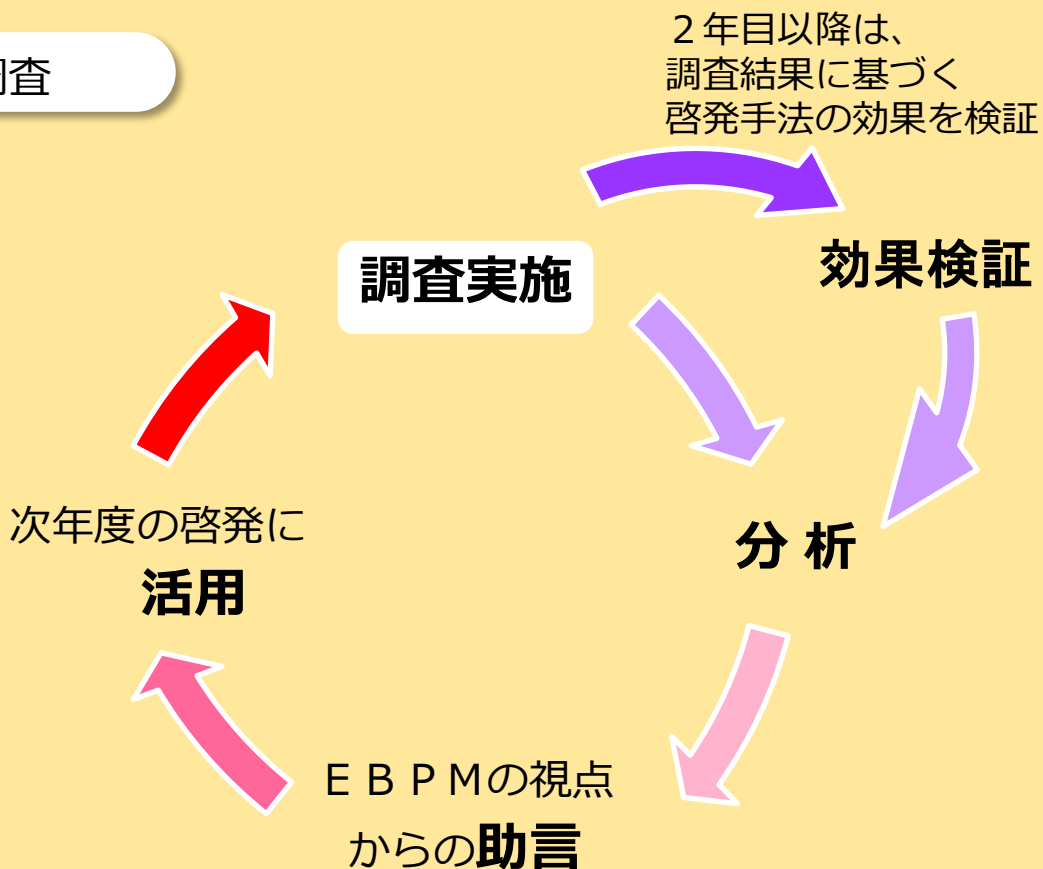 調査
２年目以降は、
調査結果に基づく
啓発手法の効果を検証
調査実施
効果検証
分 析
次年度の啓発に
活用
ＥＢＰＭの視点
からの助言